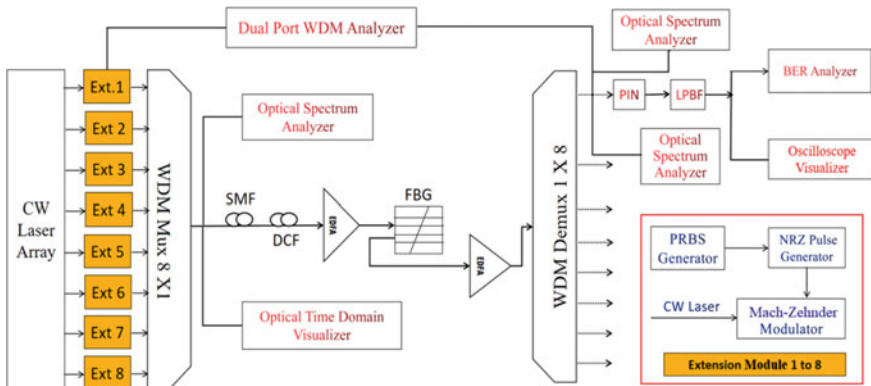 Dual Port WDM Analyzer
Optical Spectrum
Analyzer
CW
Laser
Array
Ext.1
Ext 2
Ext 3
Ext 4
Ext 5
Ext 6
Ext 7
Ext 8
WDM Mux 8 X1
Optical Spectrum
Analyzer
SMF
DCF
EDFA
FBG
EDFA
Optical Time Domain
Visualizer
WDM Demux 1 X 8
PIN
LPBF
BER Analyzer
Optical
Spectrum
Analyzer
Oscilloscope
Visualizer
PRBS
Generator
NRZ Pulse
Generator
CW Laser
Mach-Zehnder
Modulator
Extension Module 1 to 8